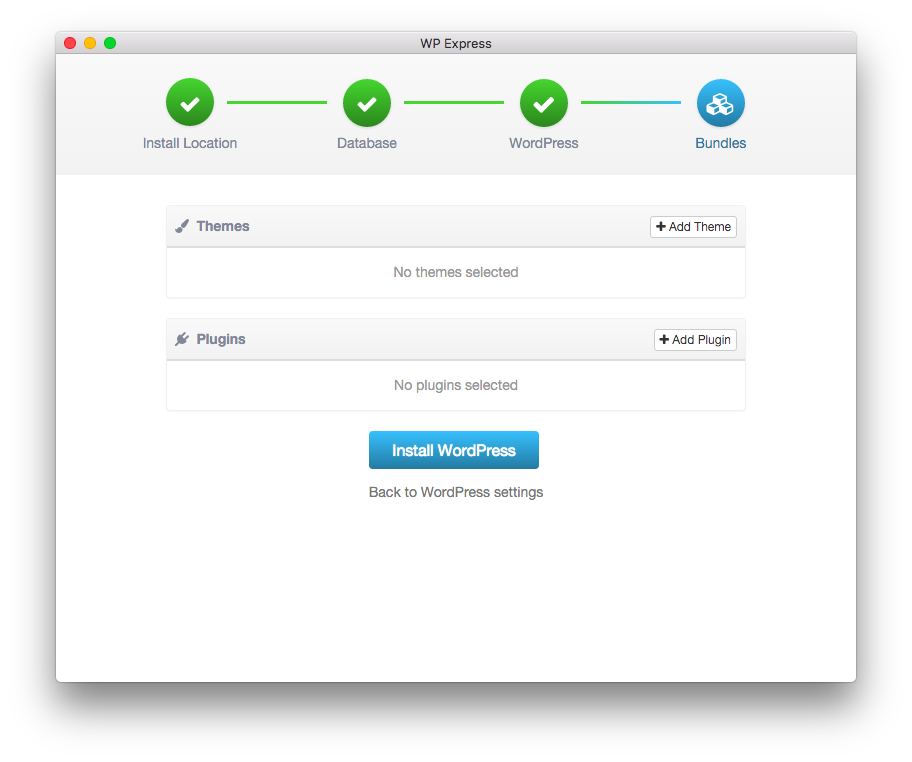 WP Express
Install Location
Database
WordPress
Bundles
Themes
Add Theme
No themes selected
Plugins
Add Plugin
No plugins selected
Install WordPress
Back to WordPress settings